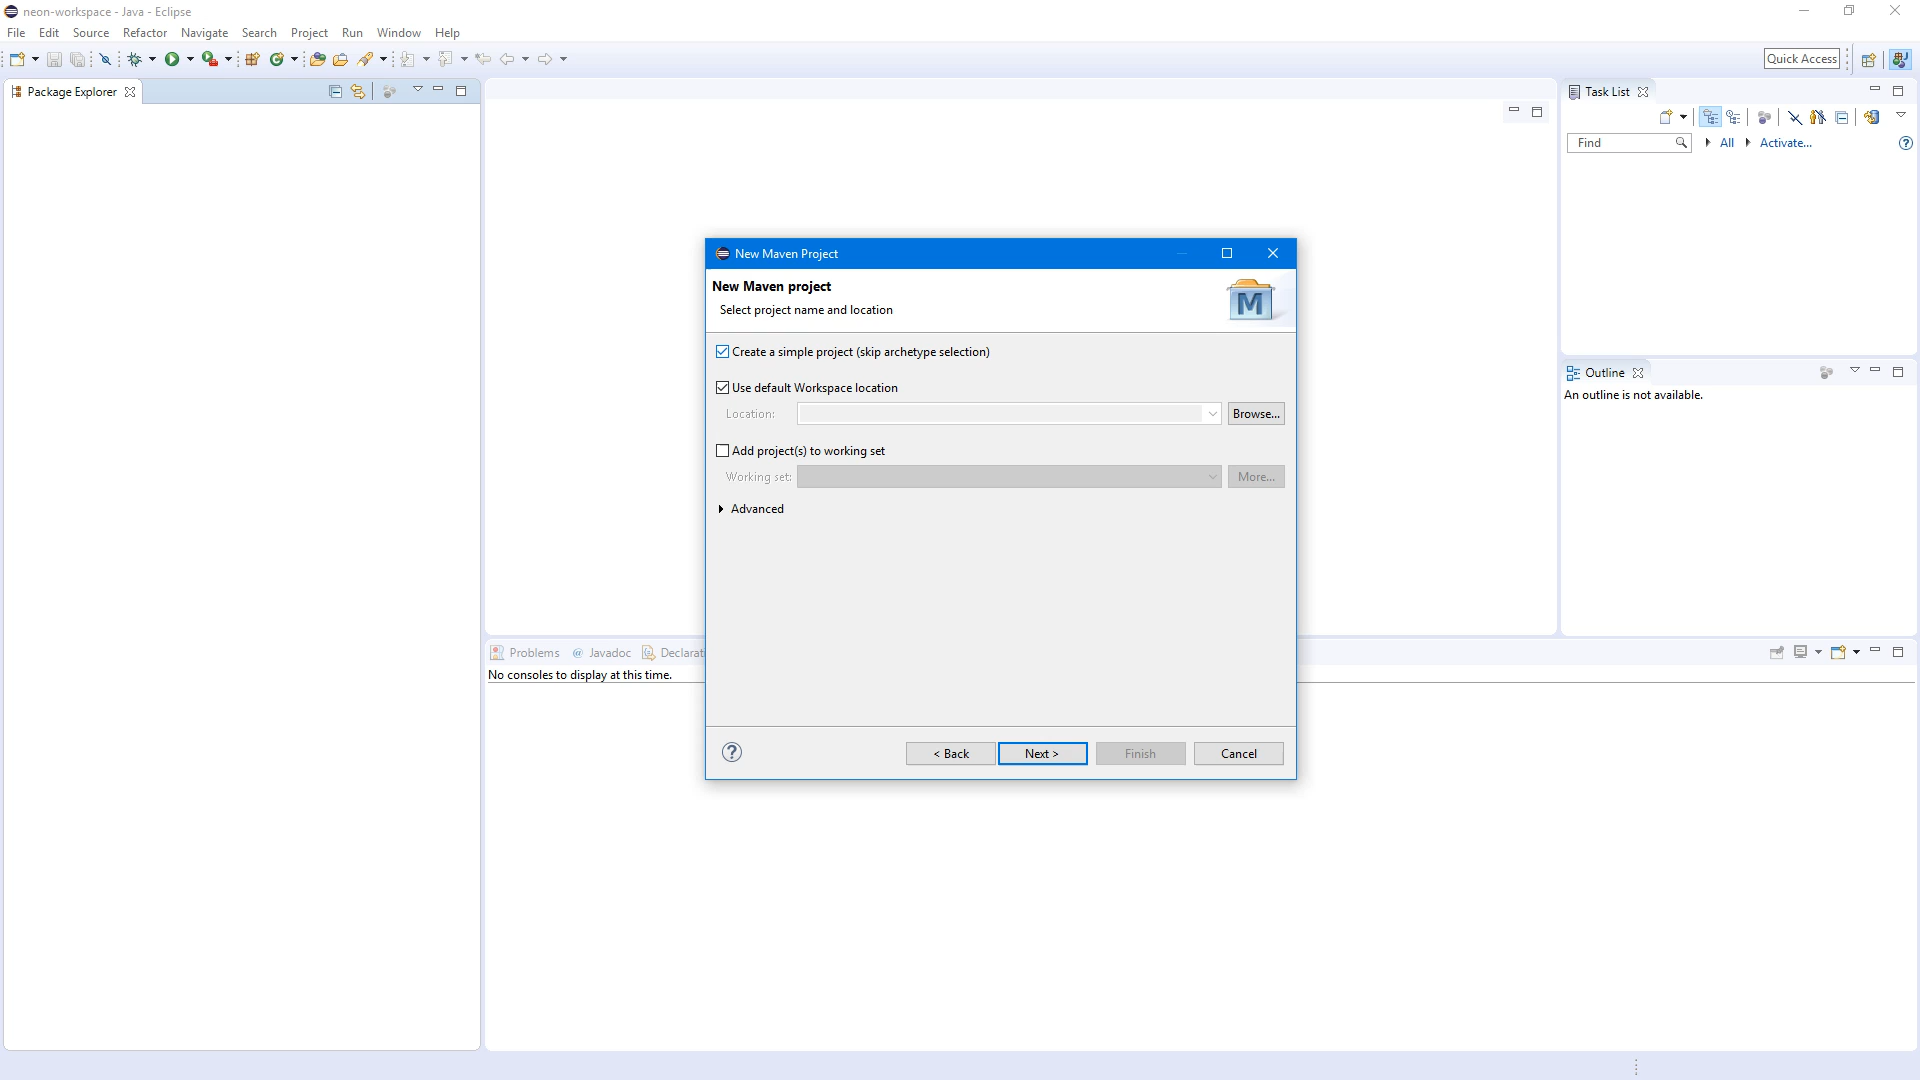 neon-workspace - Java - Eclipse
File Edit Source Refactor Navigate Search Project Run Window Help
Quick Access
Package Explorer
Task List
Find All Activate...
New Maven Project
New Maven project
Select project name and location
M
Create a simple project (skip archetype selection)
Use default Workspace location
Location: Browse...
Add project(s) to working set
Working set: More...
Advanced
< Back Next > Finish Cancel
Outline
An outline is not available.
Problems @ Javadoc Declarati
No consoles to display at this time.